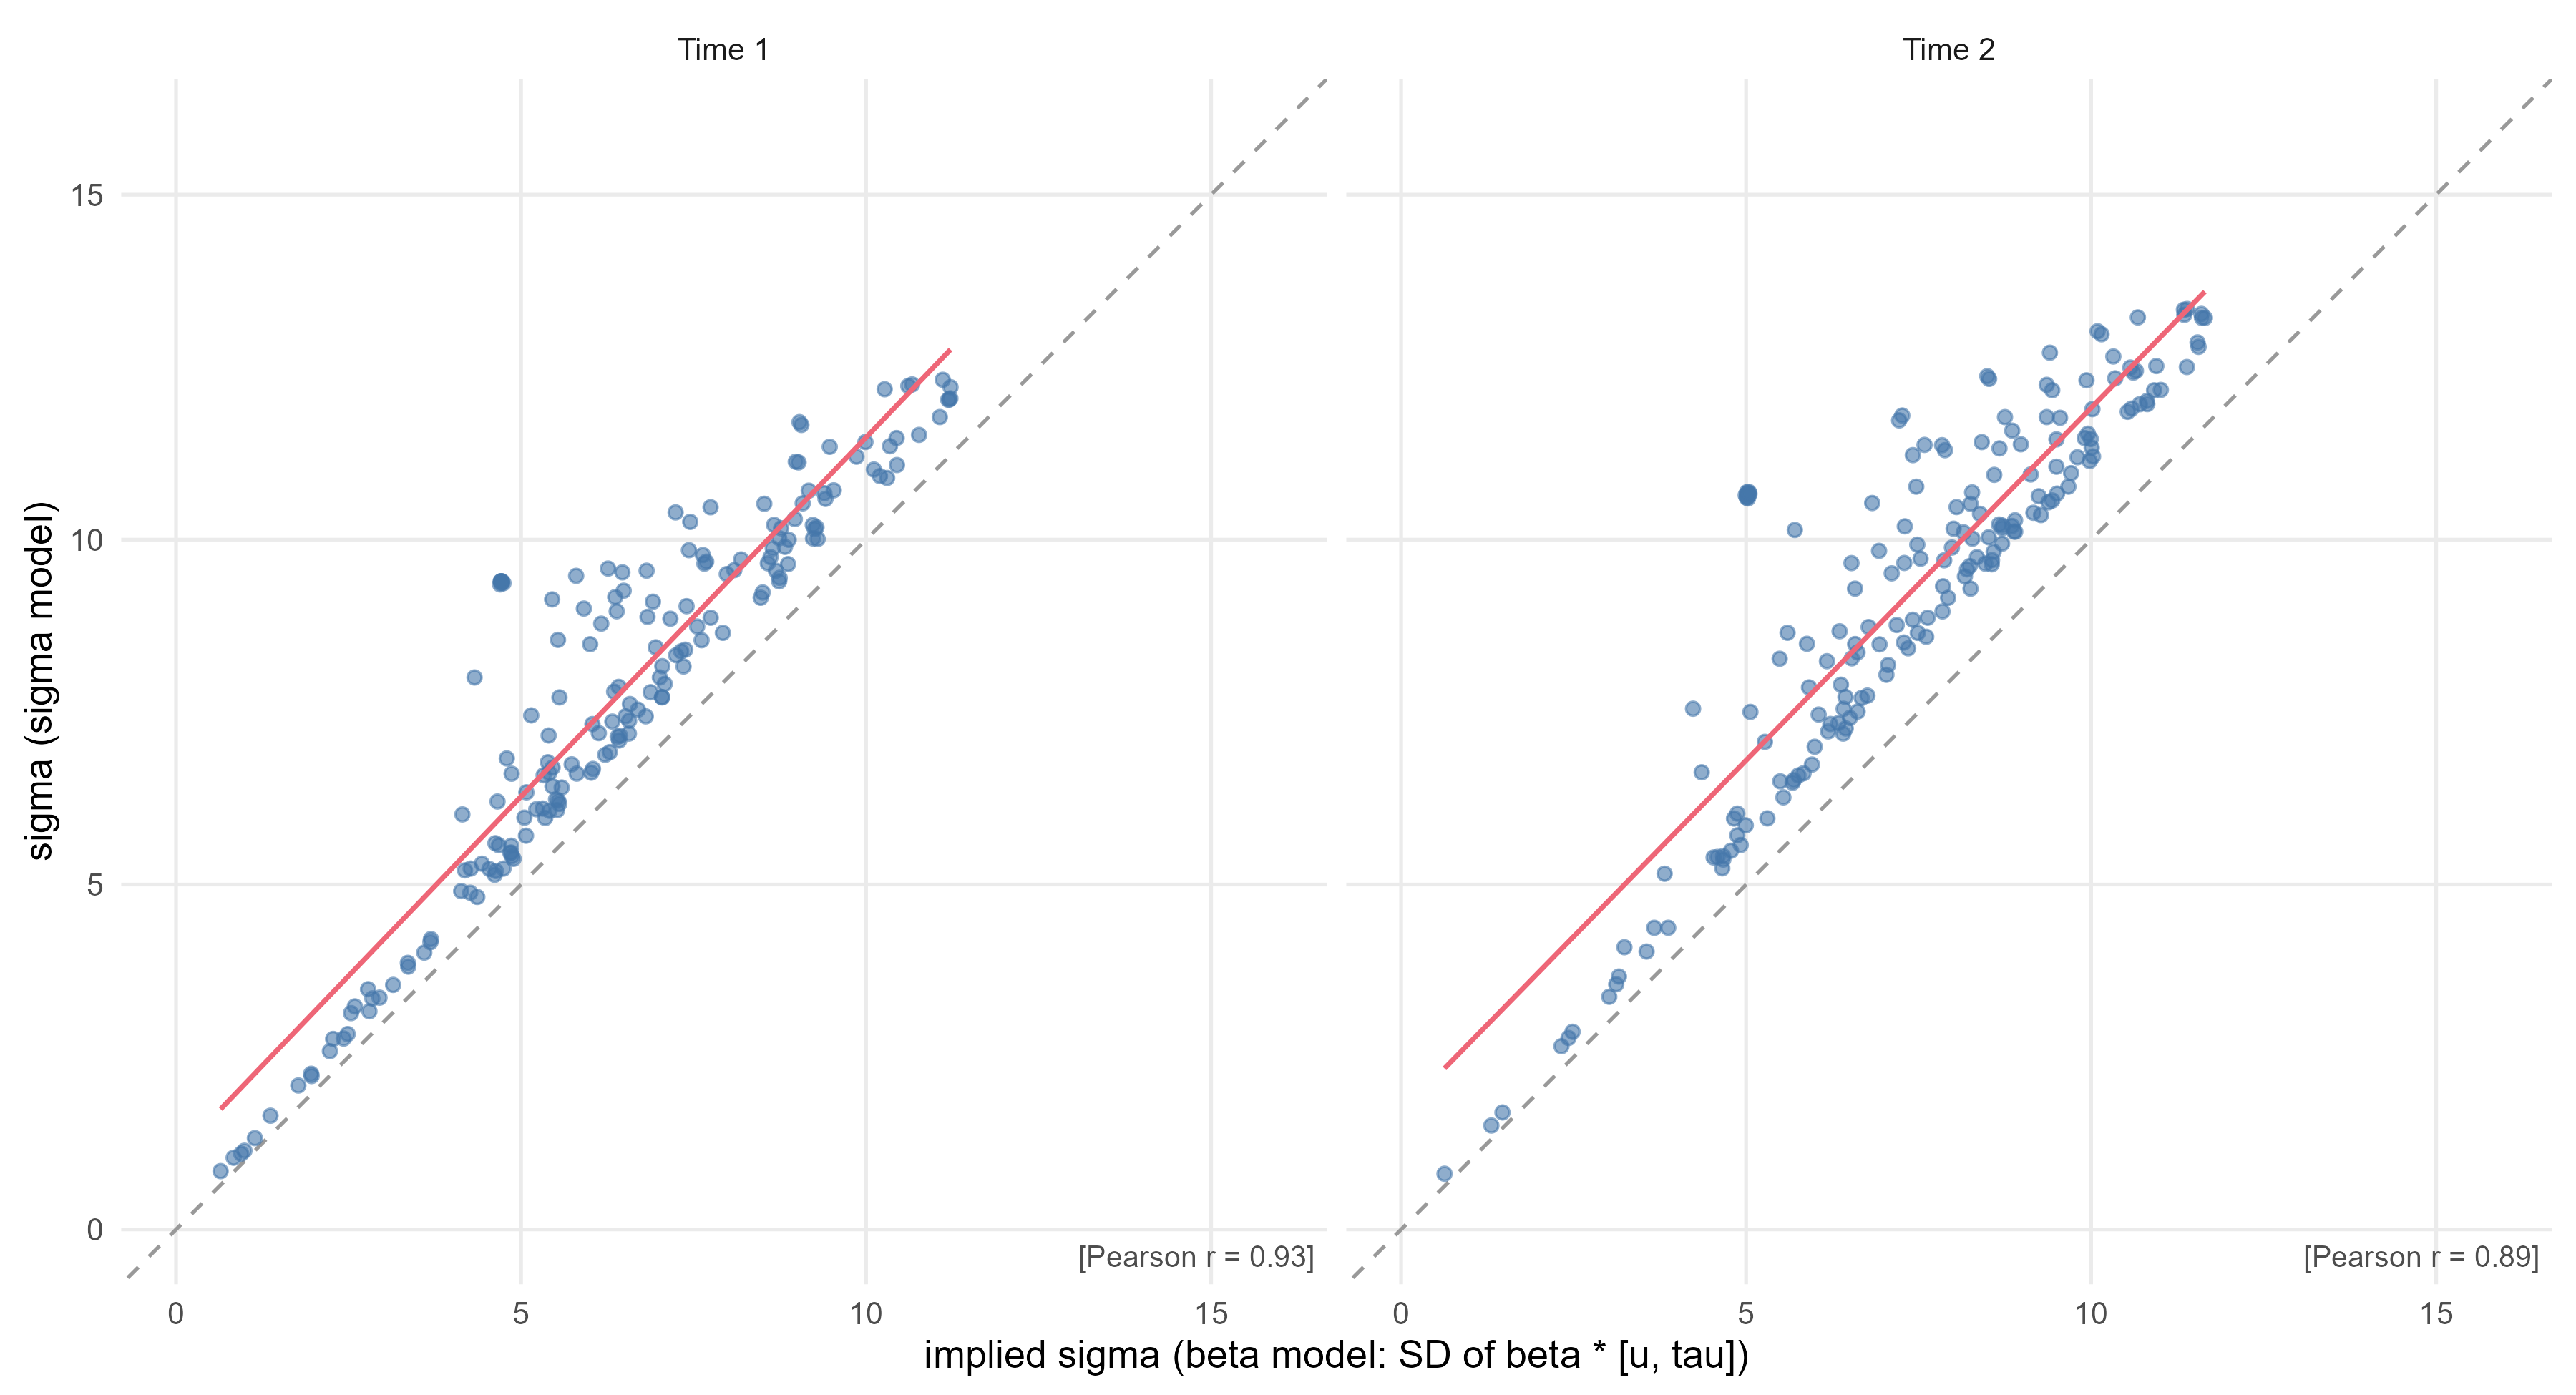 Time 1
Time 2
15
10
5
0
sigma (sigma model)
[Pearson r = 0.93]
[Pearson r = 0.89]
0 5 10 15
0 5 10 15
implied sigma (beta model: SD of beta * [u, tau])